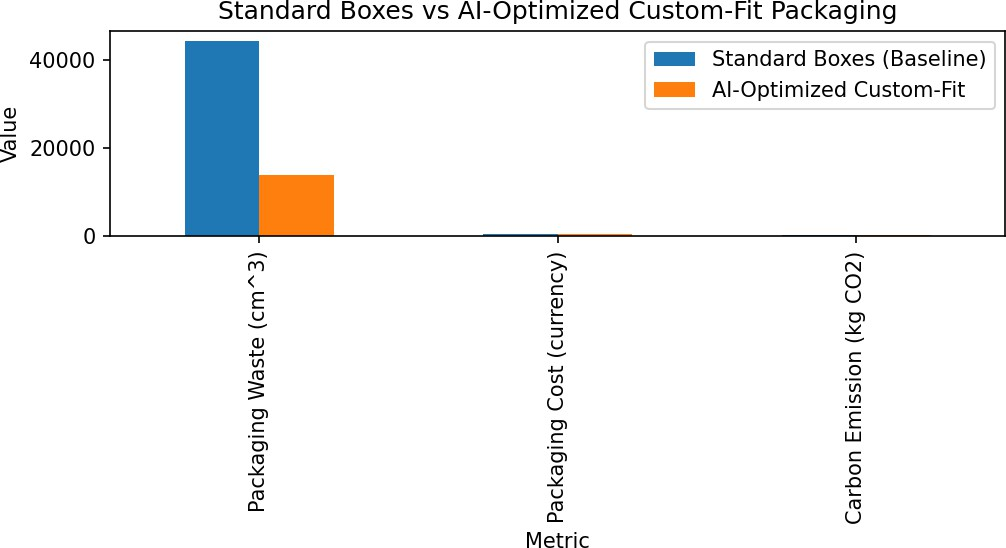 Standard Boxes vs AI-Optimized Custom-Fit Packaging
Standard Boxes (Baseline)
AI-Optimized Custom-Fit
Value
40000
20000
0
Packaging Waste (cm^3)
Packaging Cost (currency)
Carbon Emission (kg CO2)
Metric